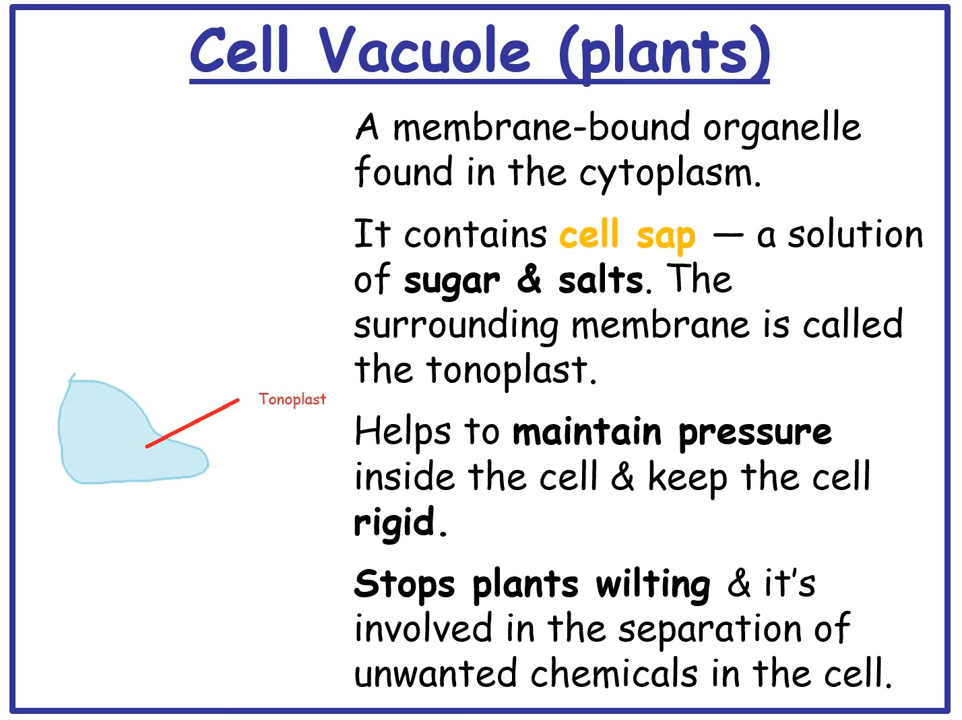 Cell Vacuole (plants)
A membrane-bound organelle
found in the cytoplasm.
It contains cell sap — a solution
of sugar & salts. The
surrounding membrane is called
the tonoplast.
Tonoplast
Helps to maintain pressure
inside the cell & keep the cell
rigid.
Stops plants wilting & it’s
involved in the separation of
unwanted chemicals in the cell.